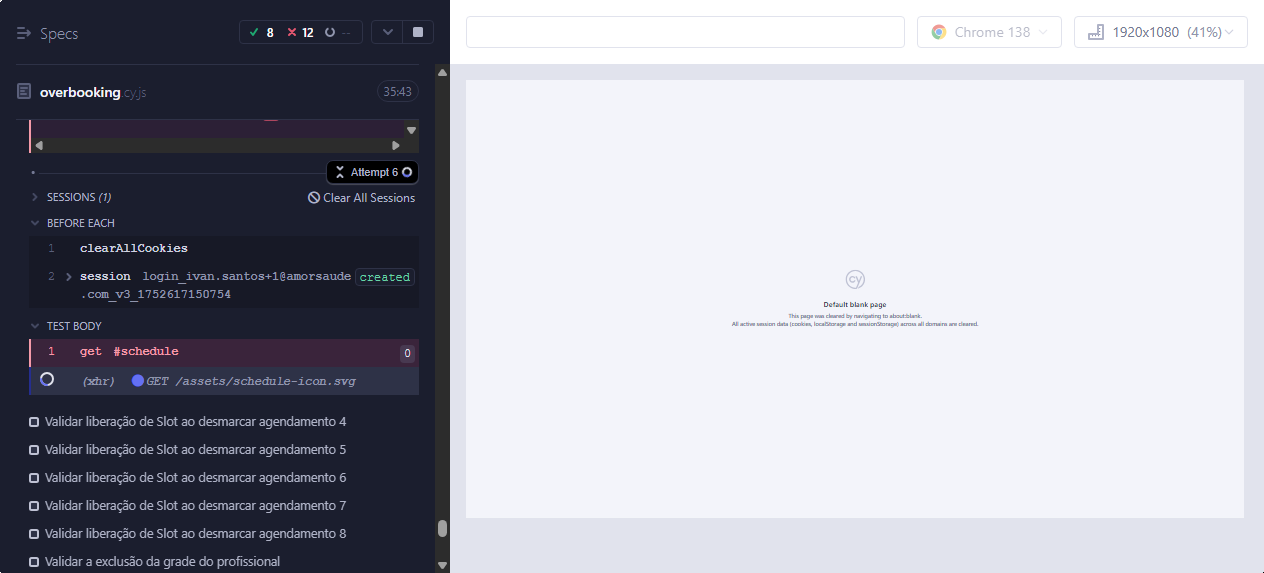 Specs
8 12 --
Chrome 138
1920x1080 (41%)
overbooking.cy.js
35:43
Attempt 6
SESSIONS (1)
Clear All Sessions
BEFORE EACH
1 clearAllCookies
2 session login_ivan.santos+1@amorsaude
.com_v3_1752617150754
created
TEST BODY
1 get #schedule 0
(xhr) GET /assets/schedule-icon.svg
Validar liberação de Slot ao desmarcar agendamento 4
Validar liberação de Slot ao desmarcar agendamento 5
Validar liberação de Slot ao desmarcar agendamento 6
Validar liberação de Slot ao desmarcar agendamento 7
Validar liberação de Slot ao desmarcar agendamento 8
Validar a exclusão da grade do profissional
cy
Default blank page
This page was cleared by navigating to about:blank.
All active session data (cookies, localStorage and sessionStorage) across all domains are cleared.